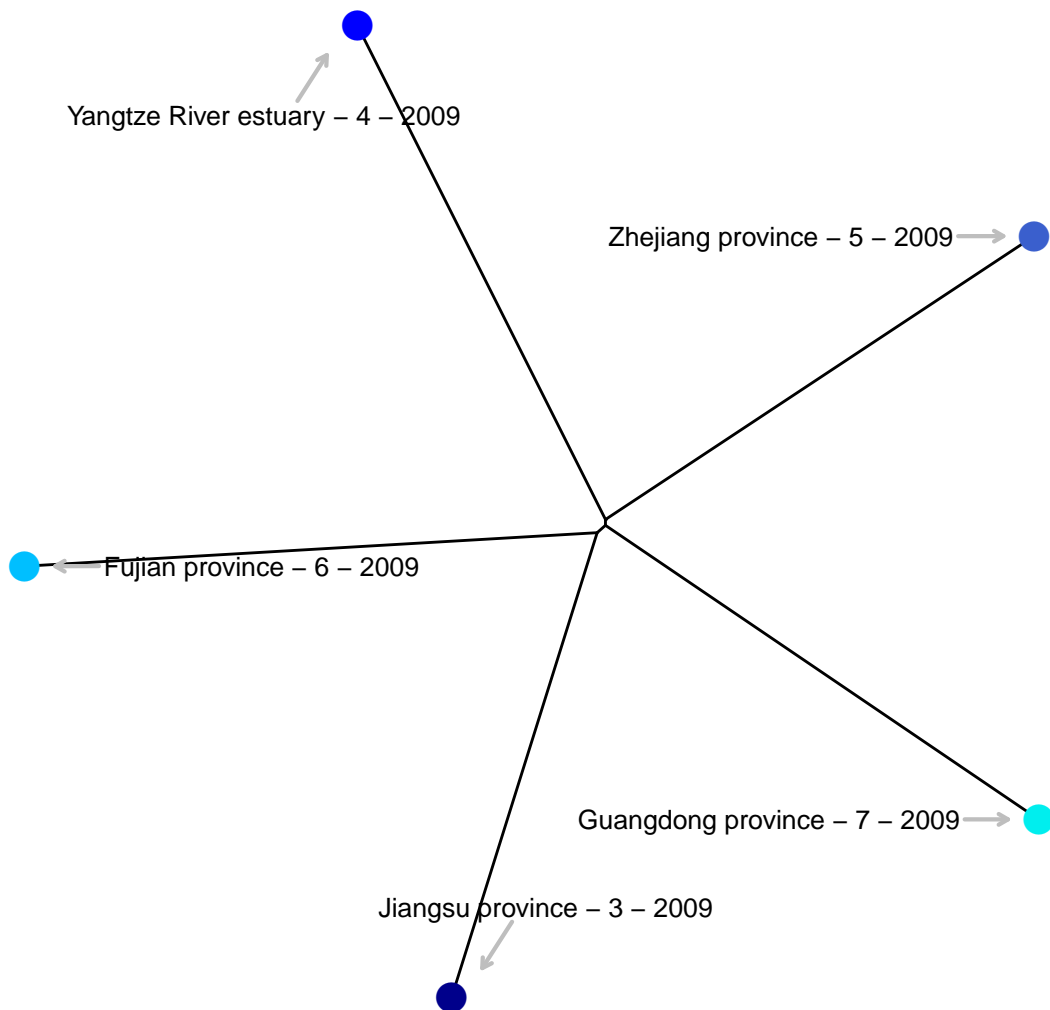 Yangtze River estuary – 4 – 2009
Zhejiang province – 5 – 2009
Fujian province – 6 – 2009
Guangdong province – 7 – 2009
Jiangsu province – 3 – 2009